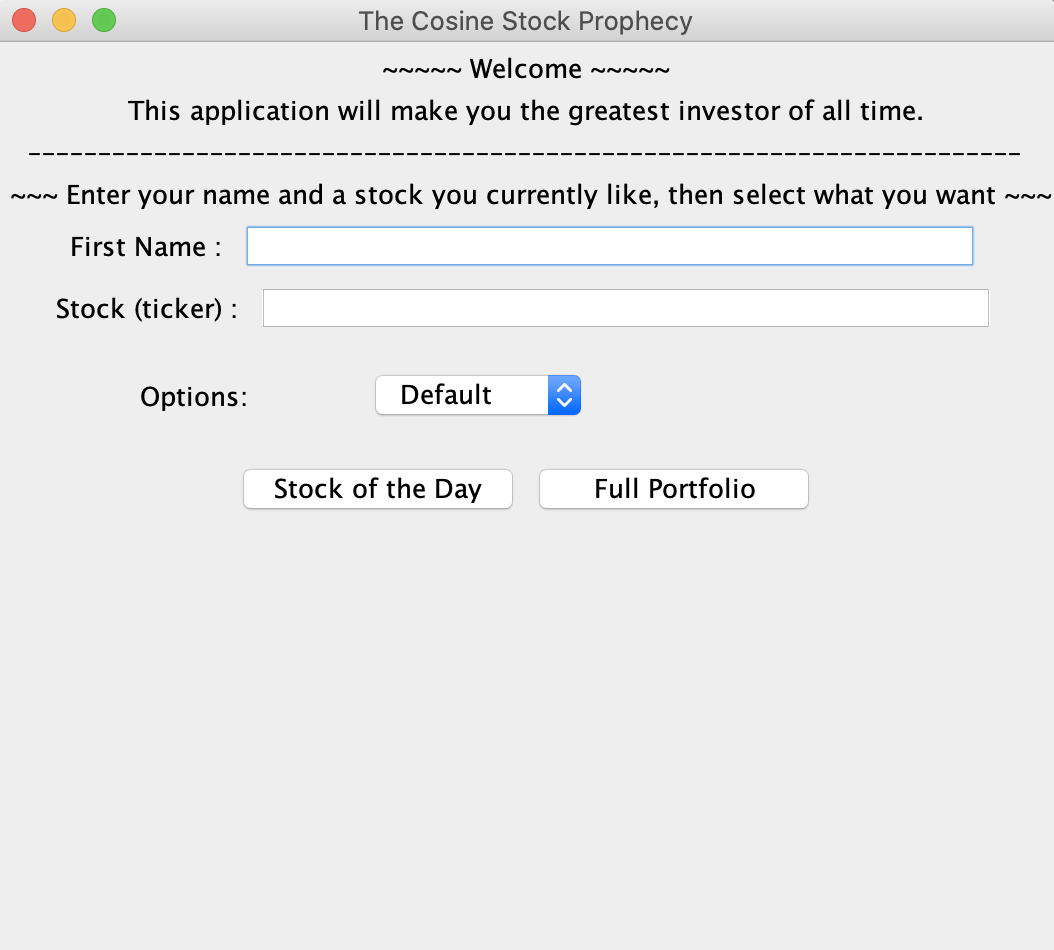 The Cosine Stock Prophecy
~~~~~ Welcome ~~~~~
This application will make you the greatest investor of all time.
-----------------------------------------------------------------------
~~~ Enter your name and a stock you currently like, then select what you want ~~~
First Name :
Stock (ticker) :
Options: Default
Stock of the Day Full Portfolio